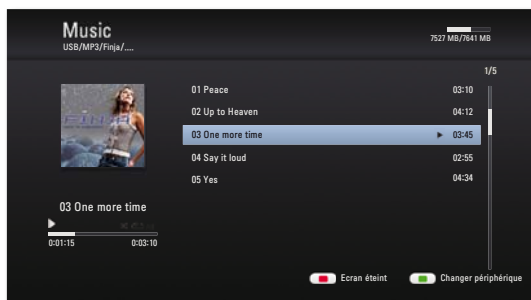 Music
USB/MP3/Finja/....
7527 MB/7641 MB
1/5
FINJA
01 Peace 03:10
02 Up to Heaven 04:12
03 One more time 03:45
04 Say it loud 02:55
05 Yes 04:34
03 One more time
0:01:15 0:03:10
Ecran éteint Changer périphérique